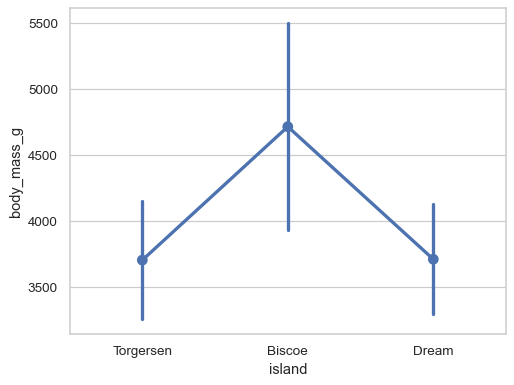 5500
5000
4500
4000
3500
body_mass_g
Torgersen
Biscoe
Dream
island